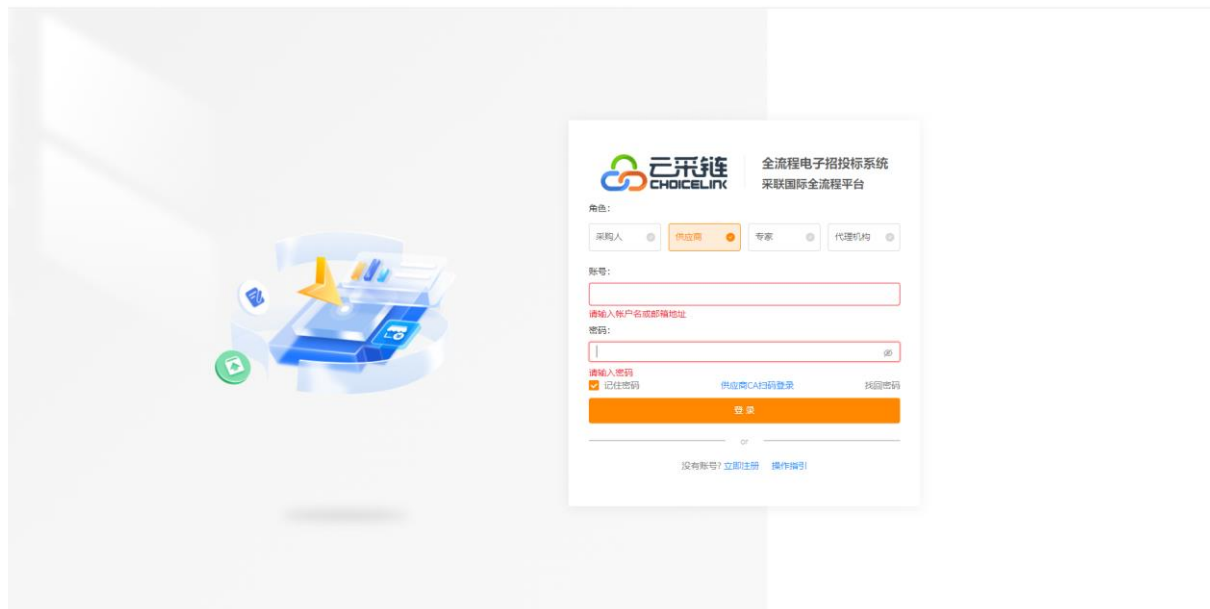 云采链 全流程电子招投标系统
CHOICELINK 采联国际全流程平台
角色:
采购人 供应商 专家 代理机构
账号:
请输入帐户名或邮箱地址
密码:
请输入密码
记住密码 供应商CA扫码登录 找回密码
登 录
or
没有账号? 立即注册 操作指引